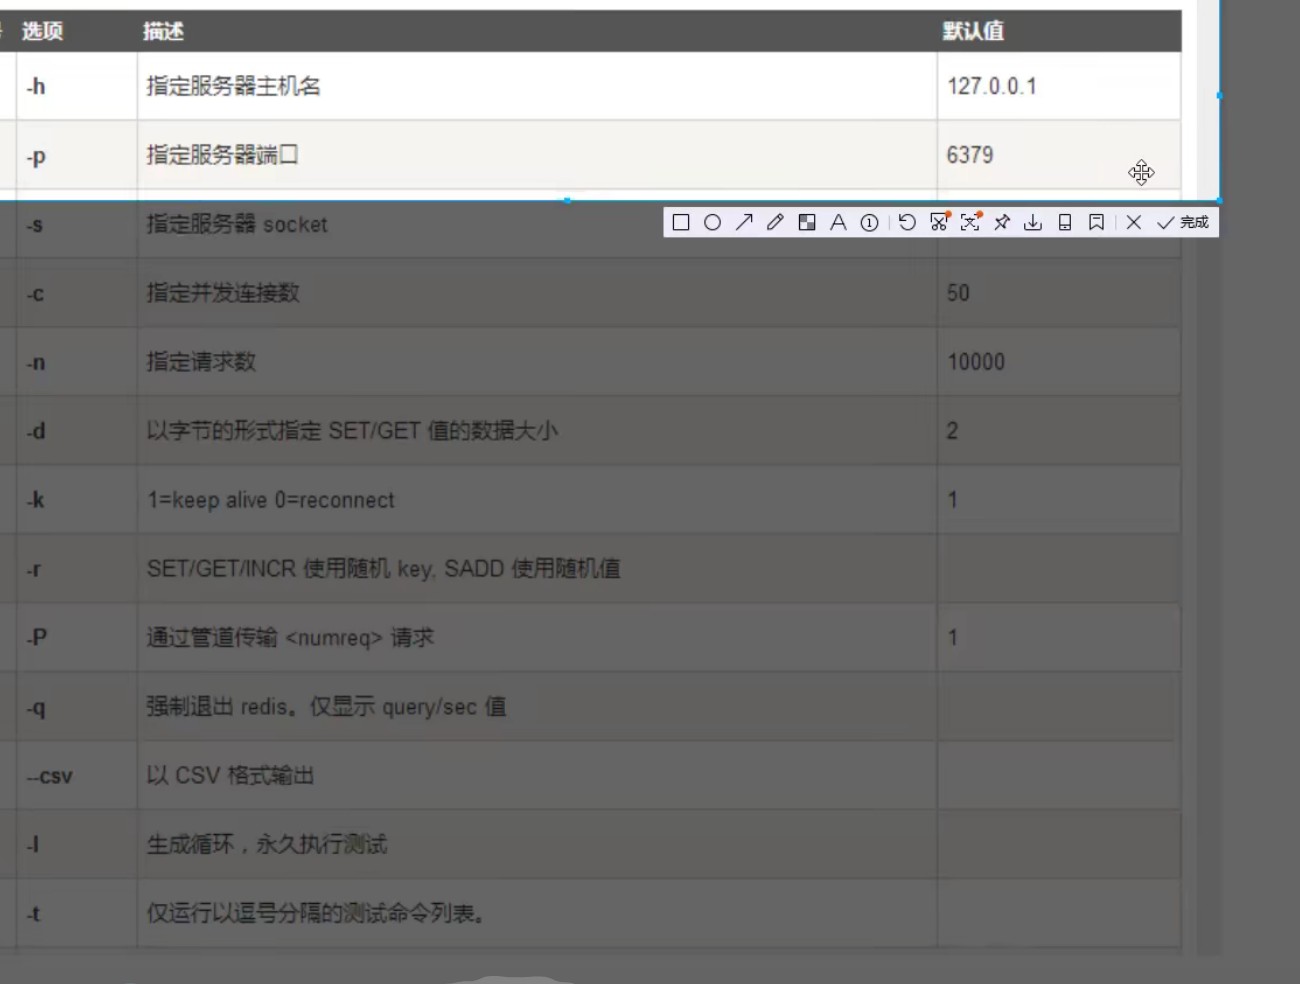 选项 描述 默认值
-h 指定服务器主机名 127.0.0.1
-p 指定服务器端口 6379
-s 指定服务器 socket
完成
-c 指定并发连接数 50
-n 指定请求数 10000
-d 以字节的形式指定 SET/GET 值的数据大小 2
-k 1=keep alive 0=reconnect 1
-r SET/GET/INCR 使用随机 key, SADD 使用随机值
-P 通过管道传输 <numreq> 请求 1
-q 强制退出 redis。仅显示 query/sec 值
--csv 以 CSV 格式输出
-l 生成循环，永久执行测试
-t 仅运行以逗号分隔的测试命令列表。